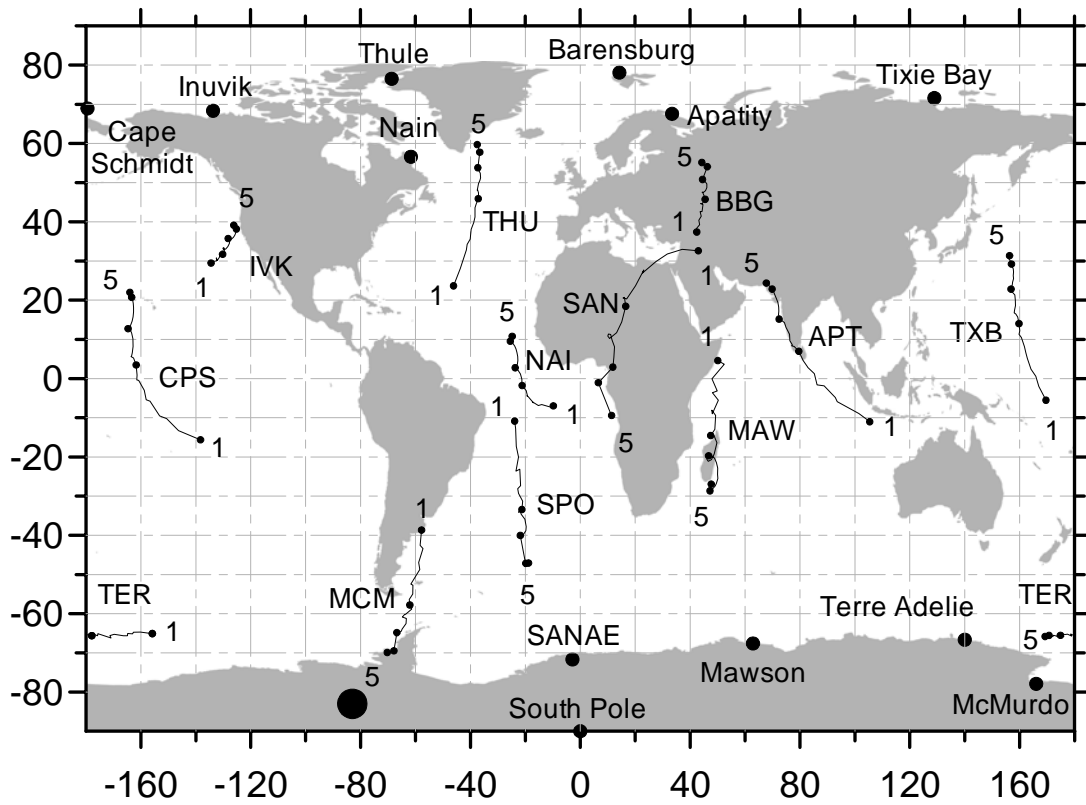 80
60
40
20
0
-20
-40
-60
-80
Thule
Barensburg
Inuvik
Tixie Bay
Nain
Apatity
Cape
Schmidt
5
5
THU
BBG
1
5
IVK
1
1
SAN
1
5
APT
5
TXB
5
CPS
1
5
NAI
1
1
MAW
1
1
1
5
SPO
1
5
MCM
5
5
TER
1
SANAE
Terre Adelie
TER
5
Mawson
McMurdo
South Pole
-160
-120
-80
-40
0
40
80
120
160